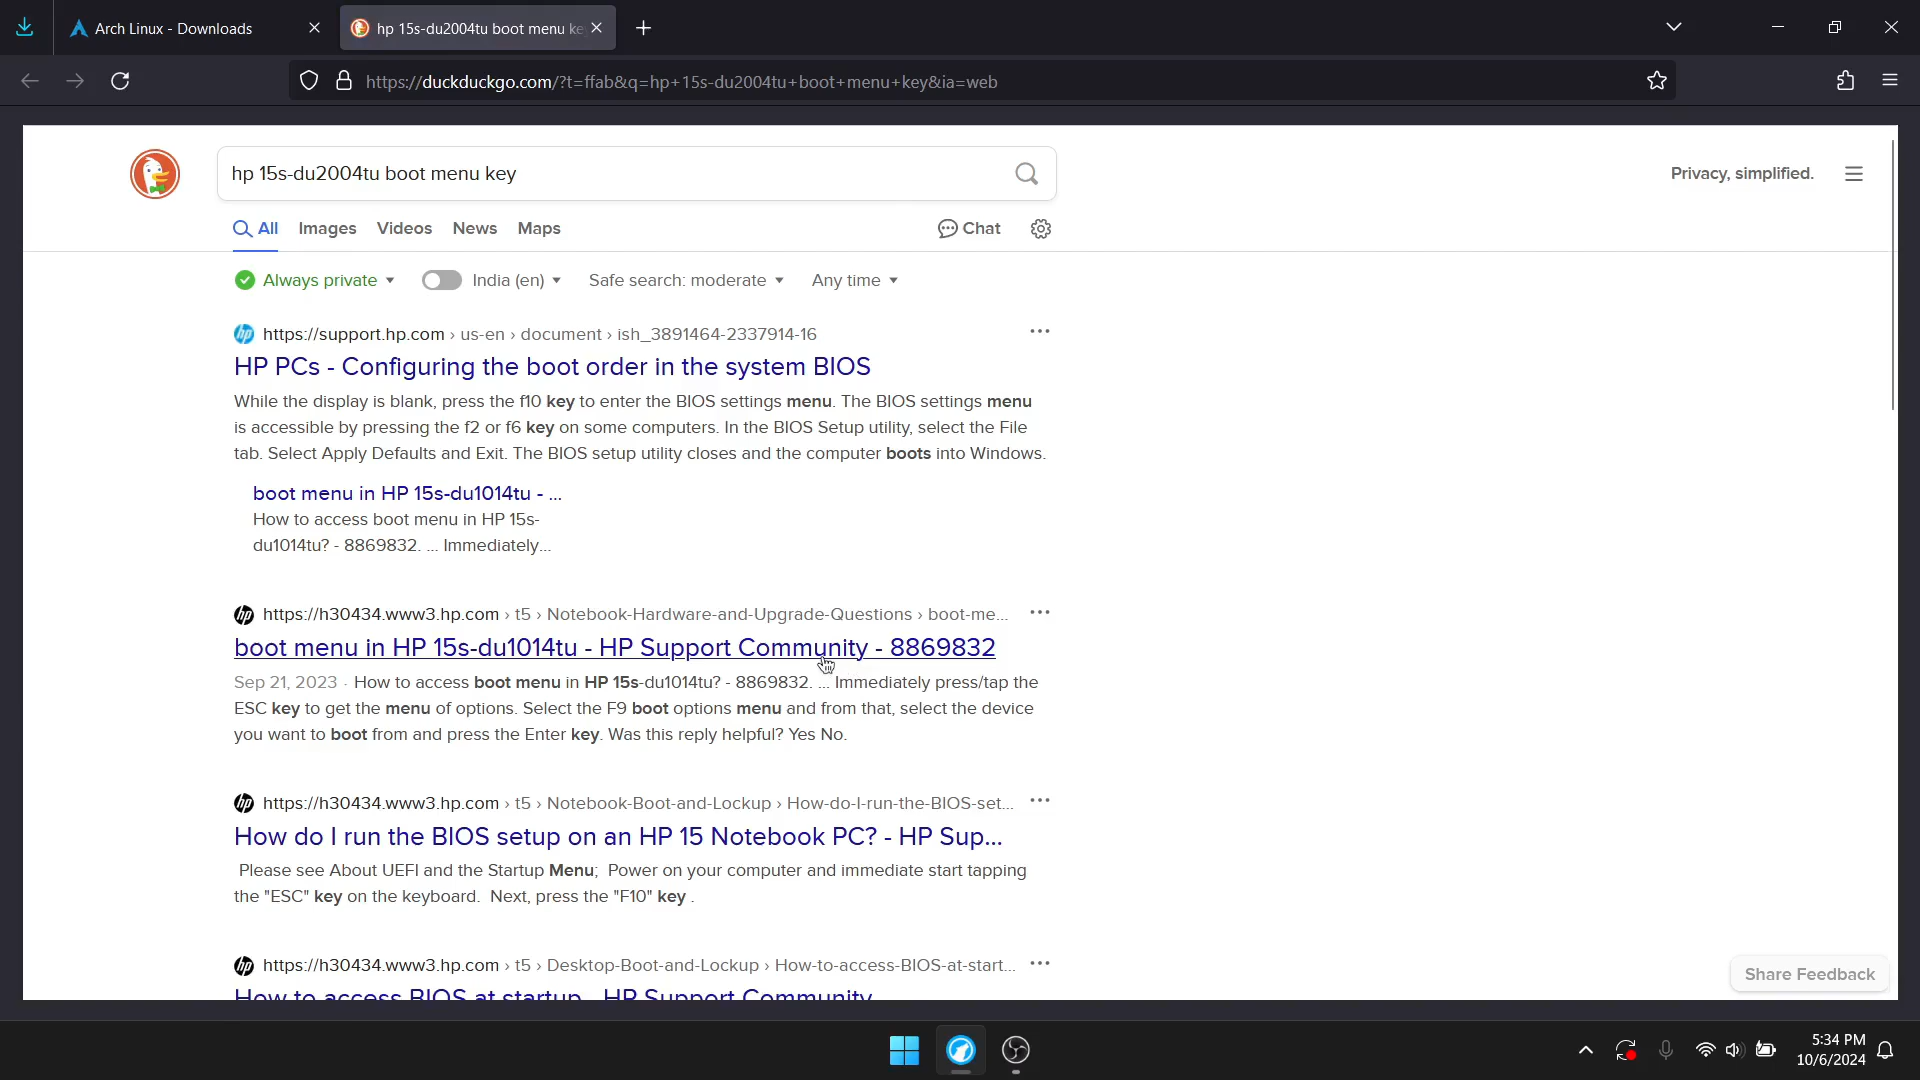 Arch Linux - Downloads
hp 15s-du2004tu boot menu ke
https://duckduckgo.com/?t=ffab&q=hp+15s-du2004tu+boot+menu+key&ia=web
hp 15s-du2004tu boot menu key
Privacy, simplified.
All Images Videos News Maps Chat
Always private India (en) Safe search: moderate Any time
https://support.hp.com › us-en › document › ish_3891464-2337914-16
HP PCs - Configuring the boot order in the system BIOS
While the display is blank, press the f10 key to enter the BIOS settings menu. The BIOS settings menu
is accessible by pressing the f2 or f6 key on some computers. In the BIOS Setup utility, select the File
tab. Select Apply Defaults and Exit. The BIOS setup utility closes and the computer boots into Windows.
boot menu in HP 15s-du1014tu - ...
How to access boot menu in HP 15s-
du1014tu? - 8869832. ... Immediately...
https://h30434.www3.hp.com › t5 › Notebook-Hardware-and-Upgrade-Questions › boot-me...
boot menu in HP 15s-du1014tu - HP Support Community - 8869832
Sep 21, 2023 · How to access boot menu in HP 15s-du1014tu? - 8869832. ... Immediately press/tap the
ESC key to get the menu of options. Select the F9 boot options menu and from that, select the device
you want to boot from and press the Enter key. Was this reply helpful? Yes No.
https://h30434.www3.hp.com › t5 › Notebook-Boot-and-Lockup › How-do-I-run-the-BIOS-set...
How do I run the BIOS setup on an HP 15 Notebook PC? - HP Sup...
Please see About UEFI and the Startup Menu; Power on your computer and immediate start tapping
the "ESC" key on the keyboard. Next, press the "F10" key .
https://h30434.www3.hp.com › t5 › Desktop-Boot-and-Lockup › How-to-access-BIOS-at-start...
How to access BIOS at startup - HP Support Community
Share Feedback
5:34 PM
10/6/2024